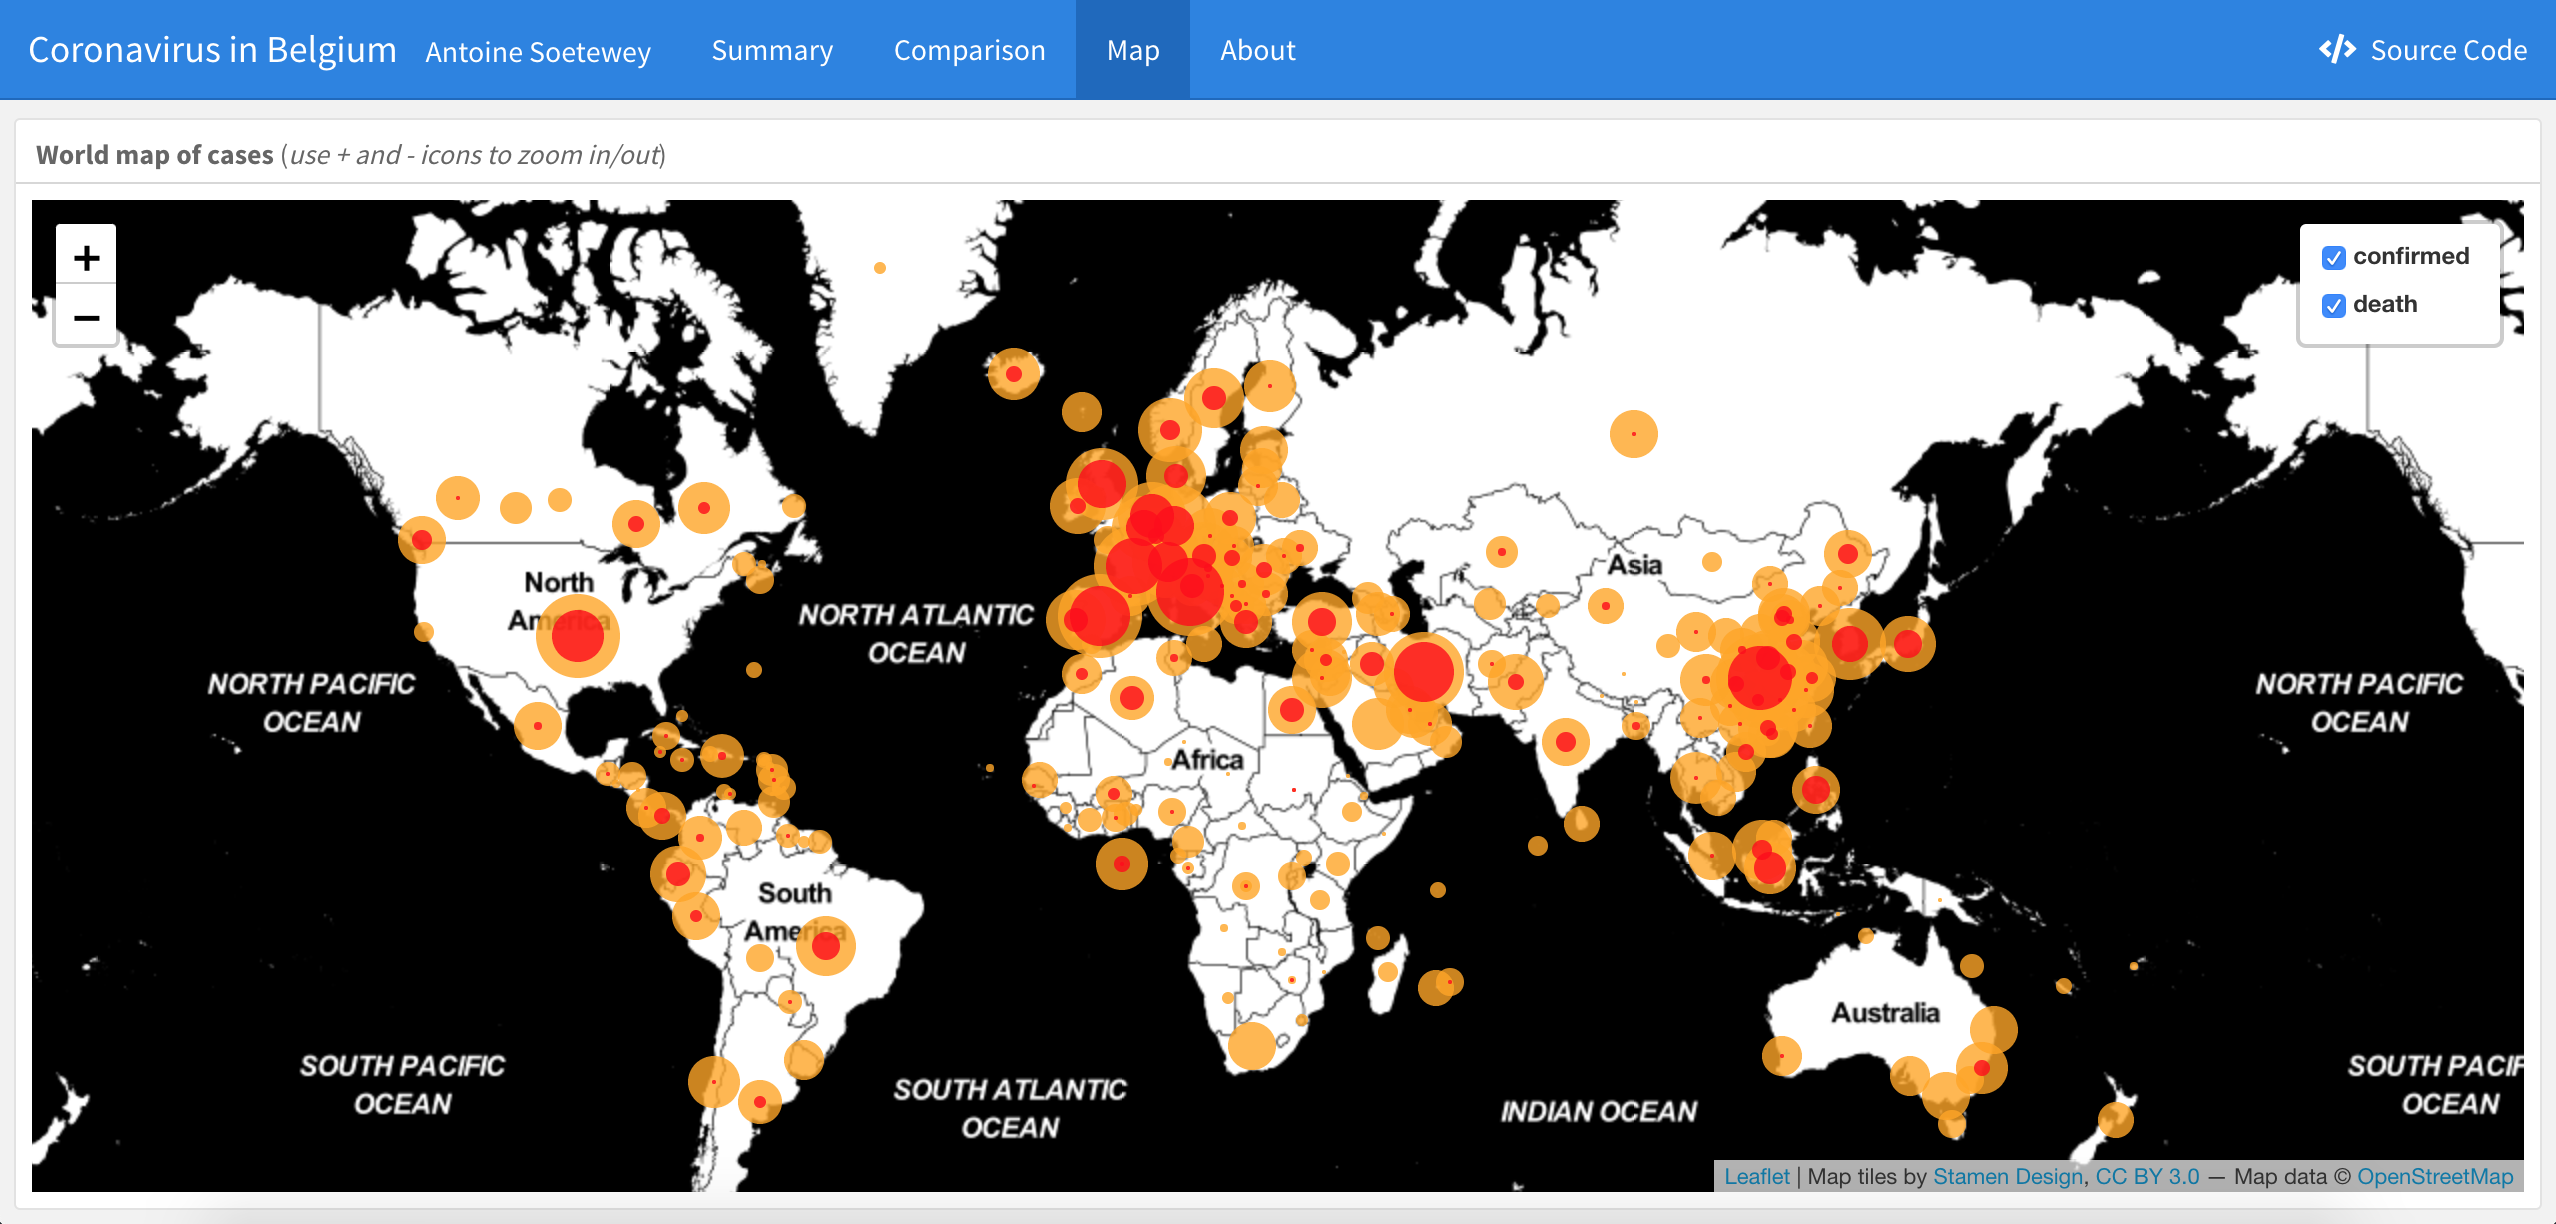 Coronavirus in Belgium Antoine Soetewey Summary Comparison Map About Source Code
World map of cases (use + and - icons to zoom in/out)
+
−
confirmed
death
North
America
Asia
NORTH ATLANTIC
OCEAN
NORTH PACIFIC
OCEAN
NORTH PACIFIC
OCEAN
Africa
South
America
Australia
SOUTH PACIFIC
OCEAN
SOUTH ATLANTIC
OCEAN
INDIAN OCEAN
SOUTH PACIF
OCEAN
Leaflet | Map tiles by Stamen Design, CC BY 3.0 — Map data © OpenStreetMap